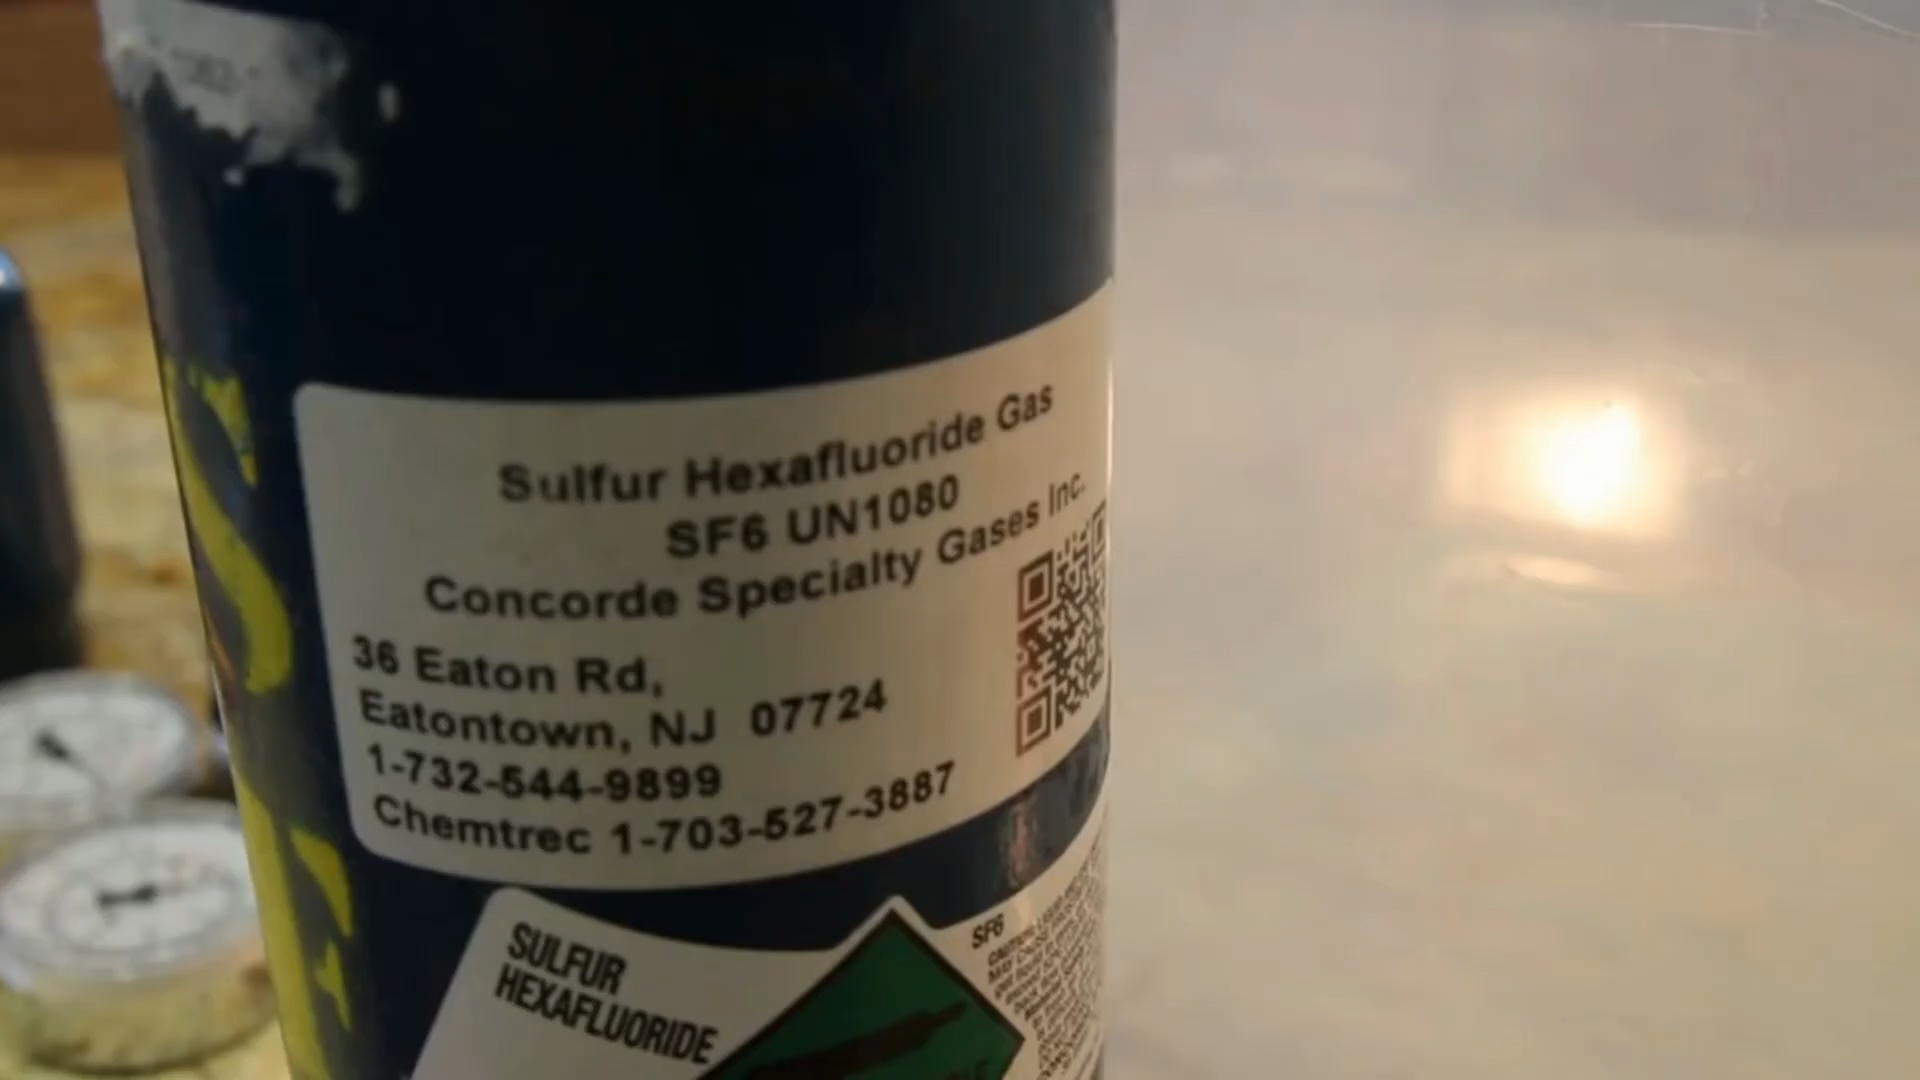 Sulfur Hexafluoride Gas
SF6 UN1080
Concorde Specialty Gases Inc.
36 Eaton Rd,
Eatontown, NJ 07724
1-732-544-9899
Chemtrec 1-703-527-3887
SULFUR
HEXAFLUORIDE
SF6